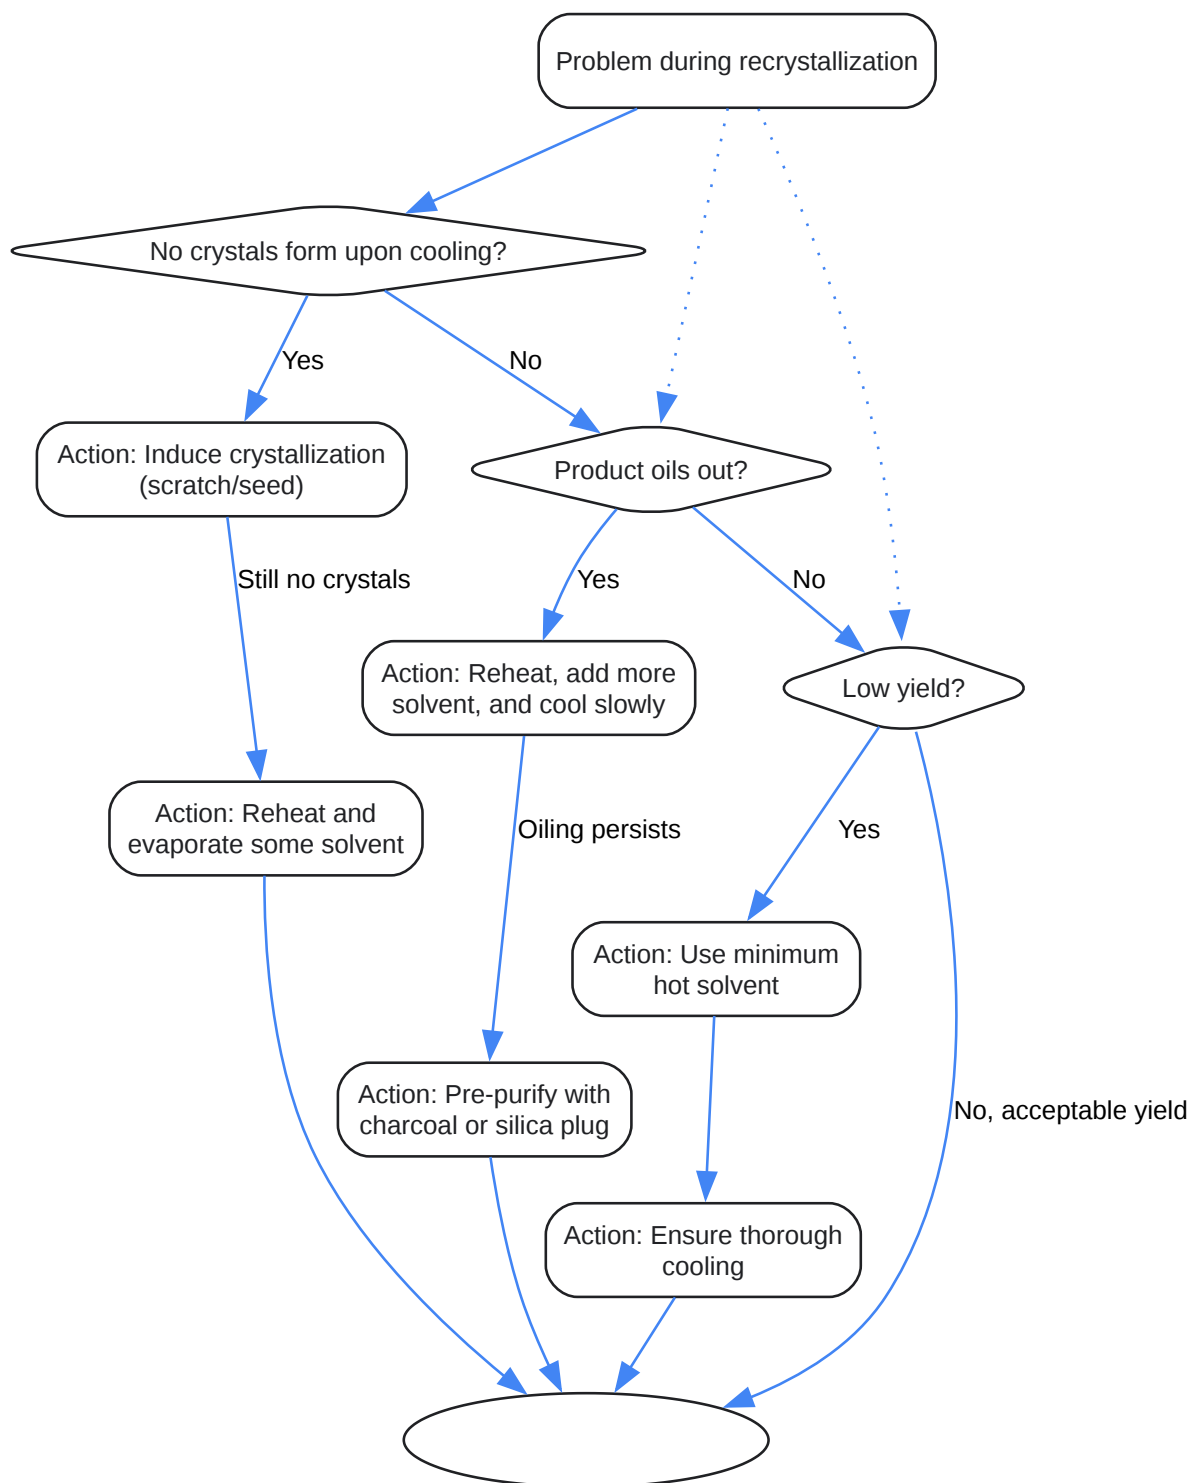 Problem during recrystallization
No crystals form upon cooling?
Yes
No
Action: Induce crystallization
(scratch/seed)
Product oils out?
Still no crystals
Yes
No
Action: Reheat, add more
solvent, and cool slowly
Low yield?
Action: Reheat and
evaporate some solvent
Oiling persists
Yes
Action: Use minimum
hot solvent
Action: Pre-purify with
charcoal or silica plug
No, acceptable yield
Action: Ensure thorough
cooling